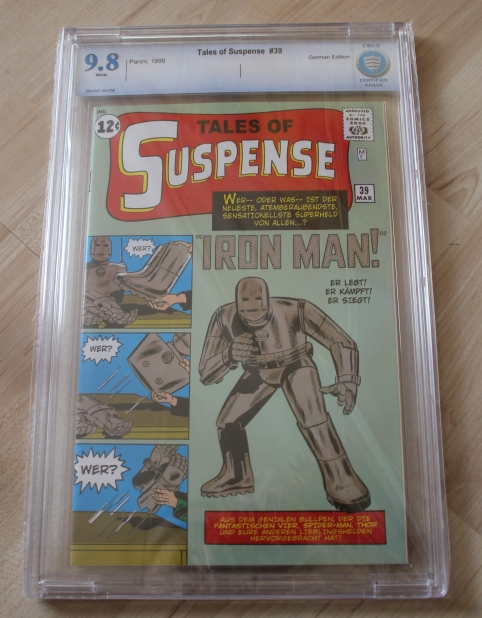 9.8
WHITE
Tales of Suspense #39
Panini, 1999
German Edition
CERTIFIED
GRADE
IND.
12¢
TALES OF
SUSPENSE
APPROVED
BY THE
COMICS
CODE
AUTHORITY
MC
39
MAR
WER-- ODER WAS-- IST DER
NEUESTE, ATEMBERAUBENDSTE,
SENSATIONELLSTE SUPERHELD
VON ALLEN...?
"IRON MAN!"
ER LEBT!
ER KÄMPFT!
ER SIEGT!
WER?
WER?
WER?
AUS DEM GENIALEN BULLPEN, DER DIE
FANTASTISCHEN VIER, SPIDER-MAN, THOR
UND EURE ANDEREN LIEBLINGSHELDEN
HERVORGEBRACHT HAT!